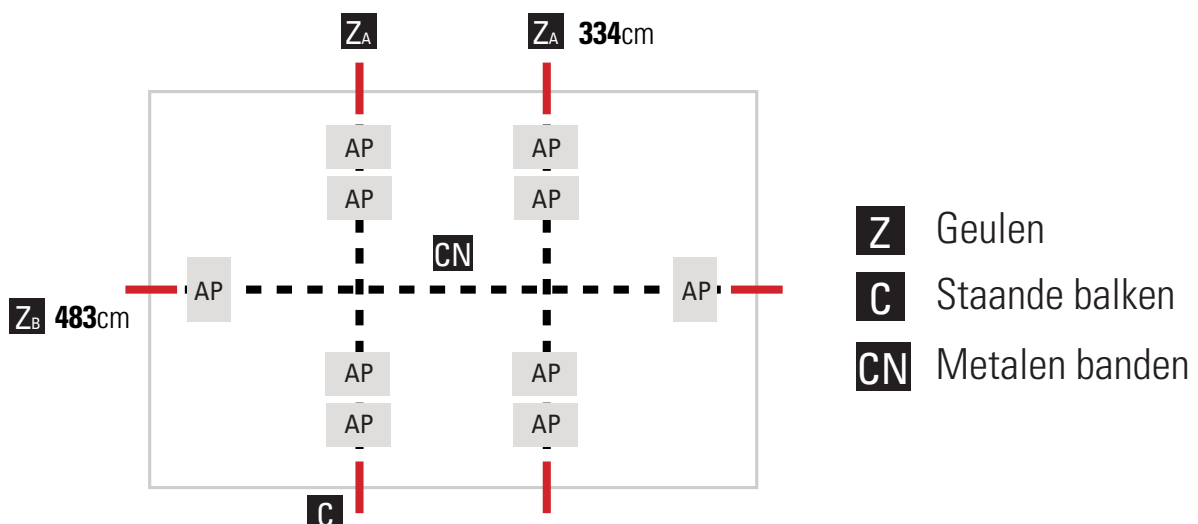 ZA ZA 334cm
AP AP
AP AP
CN
AP AP
ZB 483cm
AP AP
AP AP
C
Z Geulen
C Staande balken
CN Metalen banden